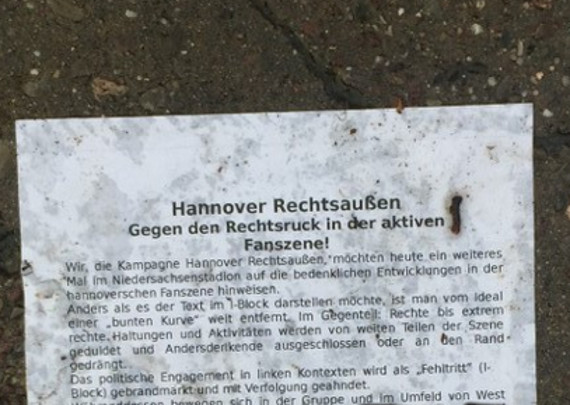 Hannover Rechtsaußen
Gegen den Rechtsruck in der aktiven
Fanszene!
Wir, die Kampagne Hannover Rechtsaußen, möchten heute ein weiteres
Mal im Niedersachsenstadion auf die bedenklichen Entwicklungen in der
hannoverschen Fanszene hinweisen.
Anders als es der Text im I-Block darstellen möchte, ist man vom Ideal
einer „bunten Kurve“ weit entfernt. Im Gegenteil: Rechte bis extrem
rechte Haltungen und Aktivitäten werden von weiten Teilen der Szene
geduldet und Andersdenkende ausgeschlossen oder an den Rand
gedrängt.
Das politische Engagement in linken Kontexten wird als „Fehltritt“ (I-
Block) gebrandmarkt und mit Verfolgung geahndet.
bewegen sich in der Gruppe und im Umfeld von West